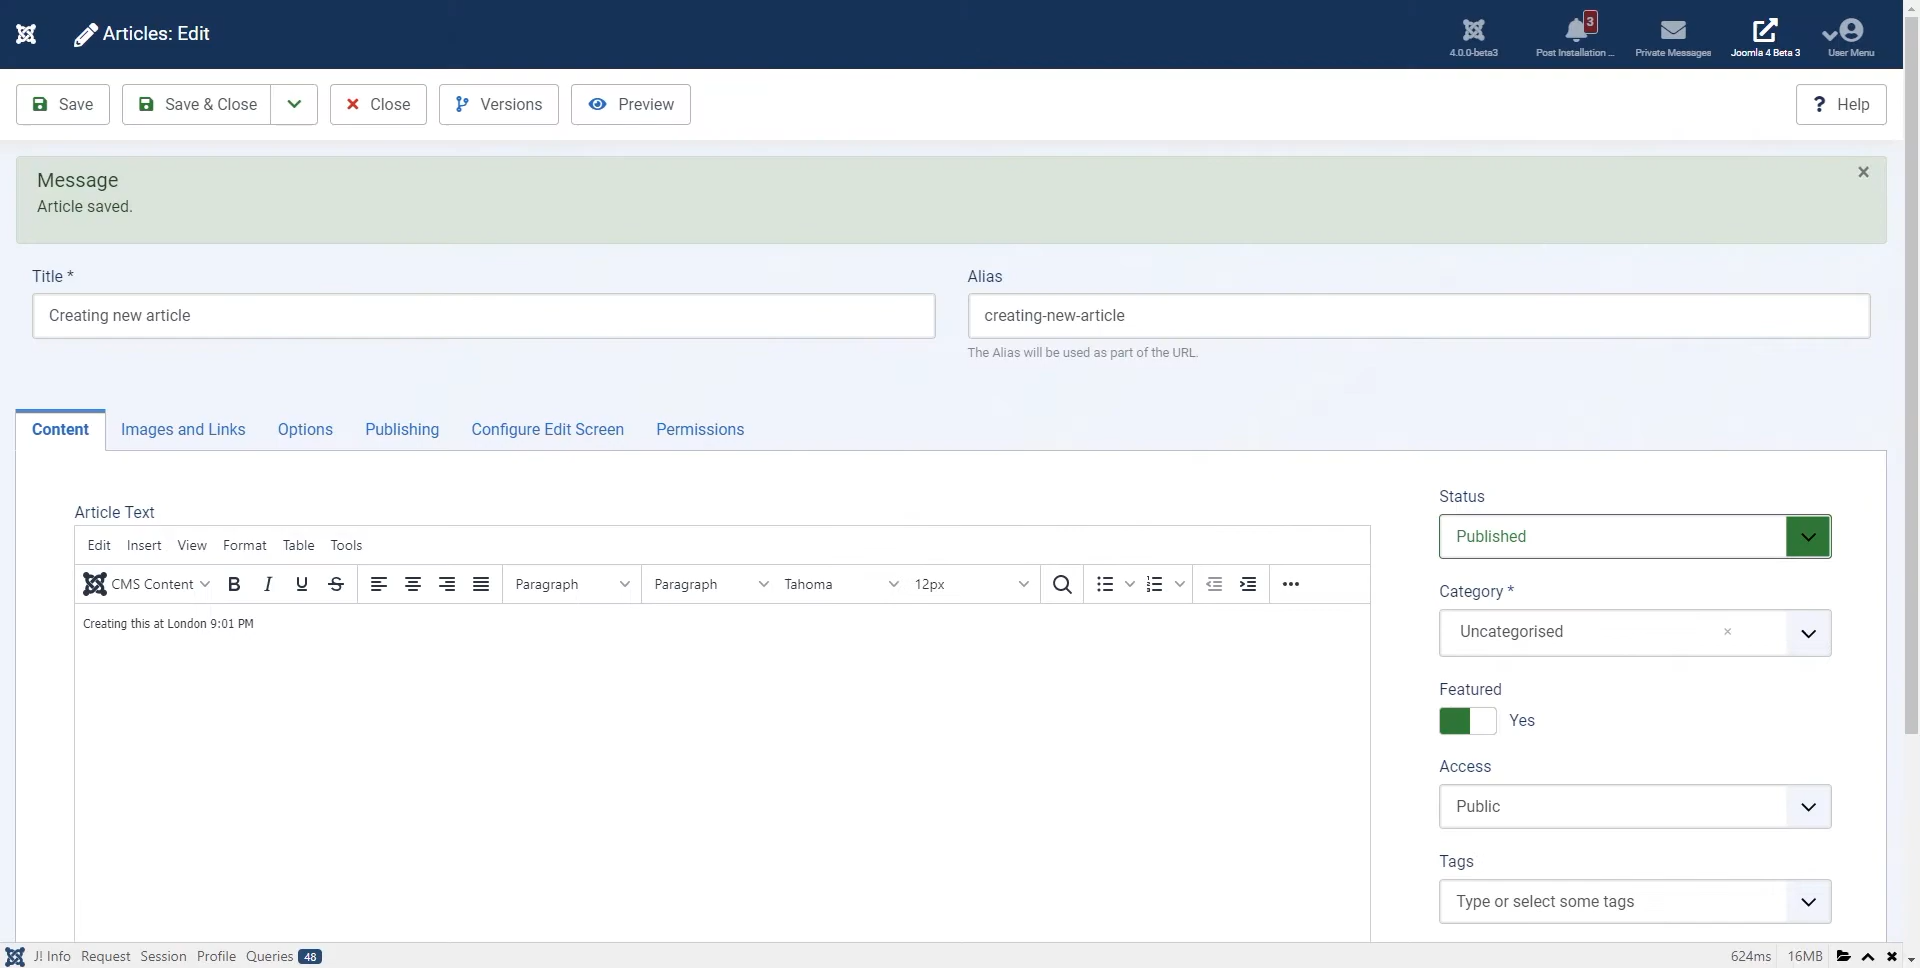 Articles: Edit
4.0.0-beta3
3
Post Installation ...
Private Messages
Joomla 4 Beta 3
User Menu
Save
Save & Close
Close
Versions
Preview
? Help
Message
Article saved.
Title *
Alias
Creating new article
creating-new-article
The Alias will be used as part of the URL.
Content
Images and Links
Options
Publishing
Configure Edit Screen
Permissions
Status
Article Text
Published
Edit
Insert
View
Format
Table
Tools
CMS Content
B
I
U
S
Paragraph
Paragraph
Tahoma
12px
Category *
Creating this at London 9:01 PM
Uncategorised
Featured
Yes
Access
Public
Tags
Type or select some tags
J! Info
Request
Session
Profile
Queries
48
624ms
16MB